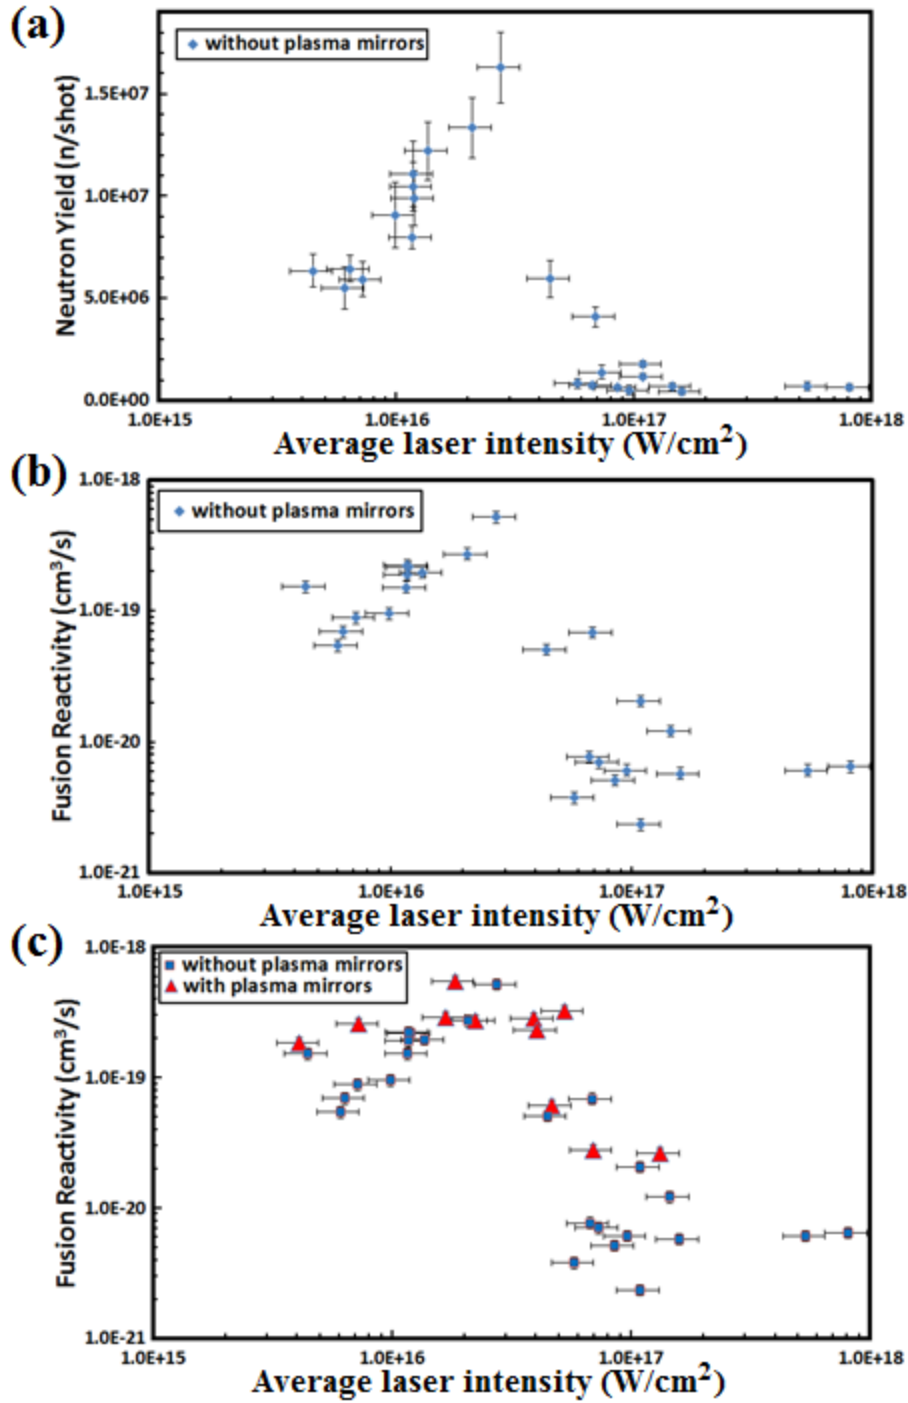 (a)
without plasma mirrors
Neutron Yield (n/shot)
1.5E+07
1.0E+07
5.0E+06
0.0E+00
1.0E+15 1.0E+16 1.0E+17 1.0E+18
Average laser intensity (W/cm²)
(b)
1.0E-18
without plasma mirrors
Fusion Reactivity (cm³/s)
1.0E-19
1.0E-20
1.0E-21
1.0E+15 1.0E+16 1.0E+17 1.0E+18
Average laser intensity (W/cm²)
(c)
1.0E-18
without plasma mirrors
with plasma mirrors
Fusion Reactivity (cm³/s)
1.0E-19
1.0E-20
1.0E-21
1.0E+15 1.0E+16 1.0E+17 1.0E+18
Average laser intensity (W/cm²)